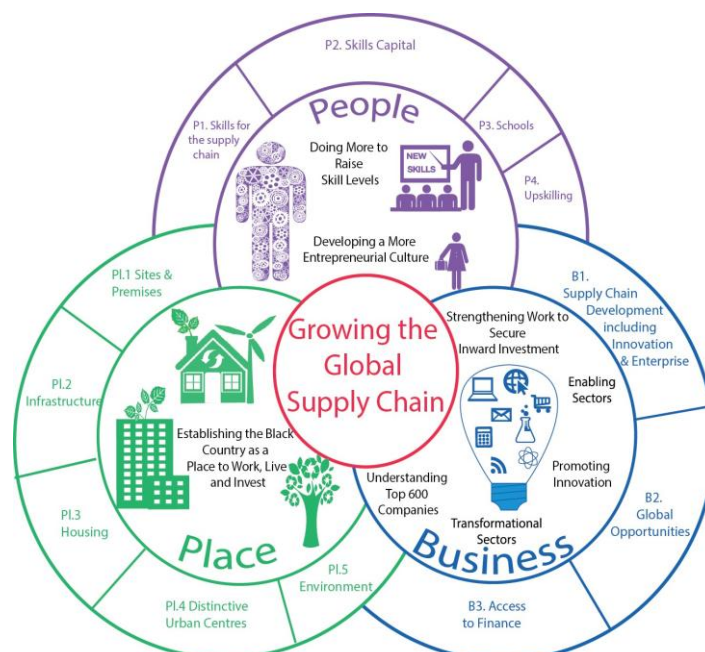 P2. Skills Capital
People
P1. Skills for
the supply
chain
P3. Schools
P4.
Upskilling
Doing More to
Raise
Skill Levels
NEW
SKILLS
Developing a More
Entrepreneurial Culture
Growing the
Global
Supply Chain
Pl.1 Sites &
Premises
Pl.2
Infrastructure
Pl.3
Housing
Pl.4 Distinctive
Urban Centres
Pl.5
Environment
Establishing the Black
Country as a
Place to Work, Live
and Invest
Place
B1.
Supply Chain
Development
including
Innovation
& Enterprise
B2.
Global
Opportunities
B3. Access
to Finance
Strengthening Work to
Secure
Inward Investment
Enabling
Sectors
Promoting
Innovation
Understanding
Top 600
Companies
Transformational
Sectors
Business